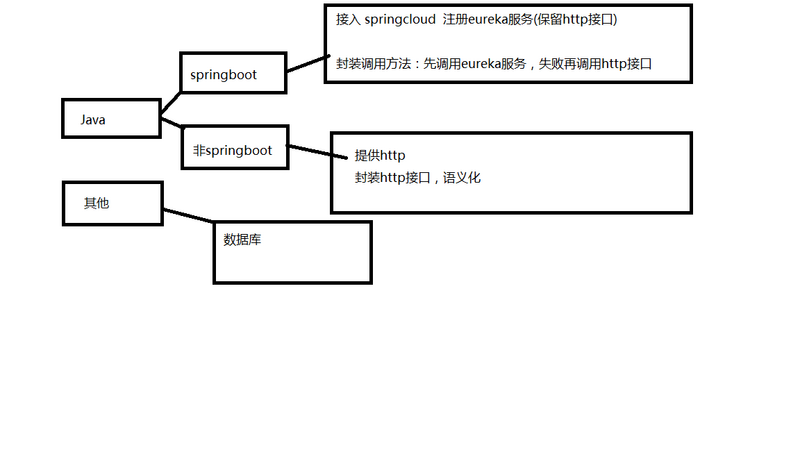 接入 springcloud 注册eureka服务(保留http接口)
封装调用方法：先调用eureka服务，失败再调用http接口
springboot
Java
非springboot
提供http
封装http接口，语义化
其他
数据库